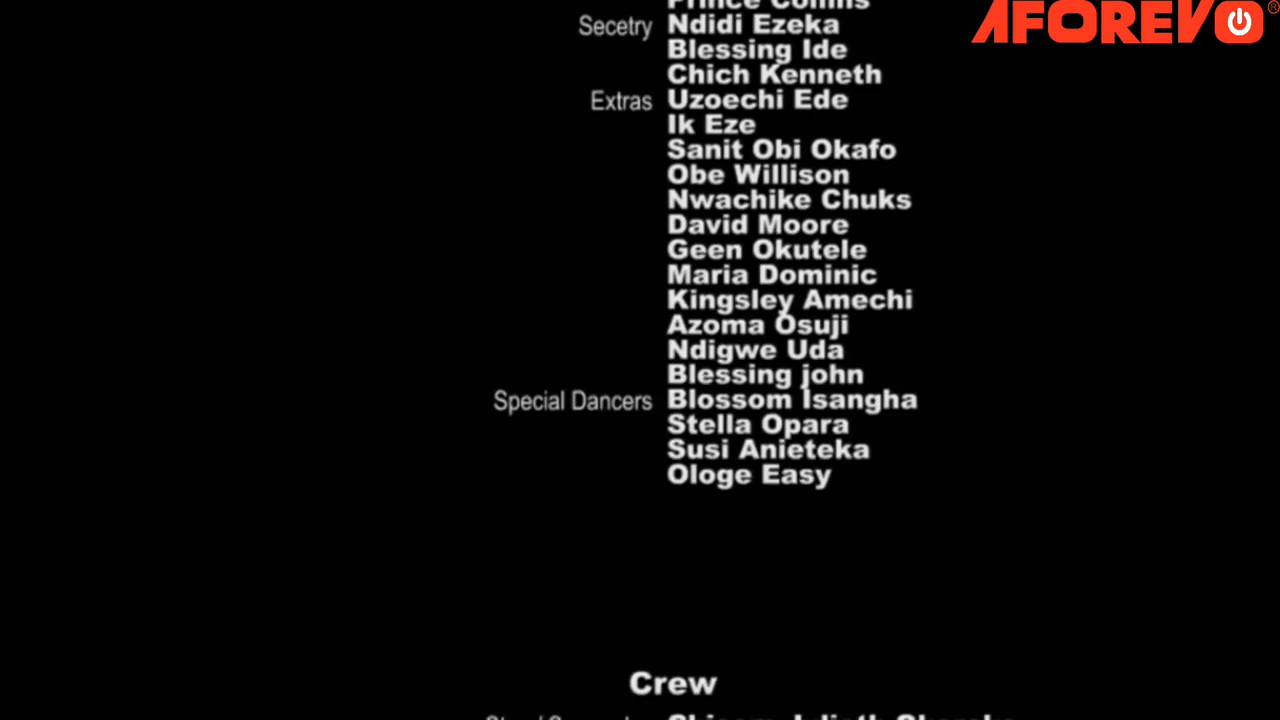 AFOREVO®
Prince Collins
Secetry Ndidi Ezeka
Blessing Ide
Chich Kenneth
Extras Uzoechi Ede
Ik Eze
Sanit Obi Okafo
Obe Willison
Nwachike Chuks
David Moore
Geen Okutele
Maria Dominic
Kingsley Amechi
Azoma Osuji
Ndigwe Uda
Blessing john
Special Dancers Blossom Isangha
Stella Opara
Susi Anieteka
Ologe Easy
Crew